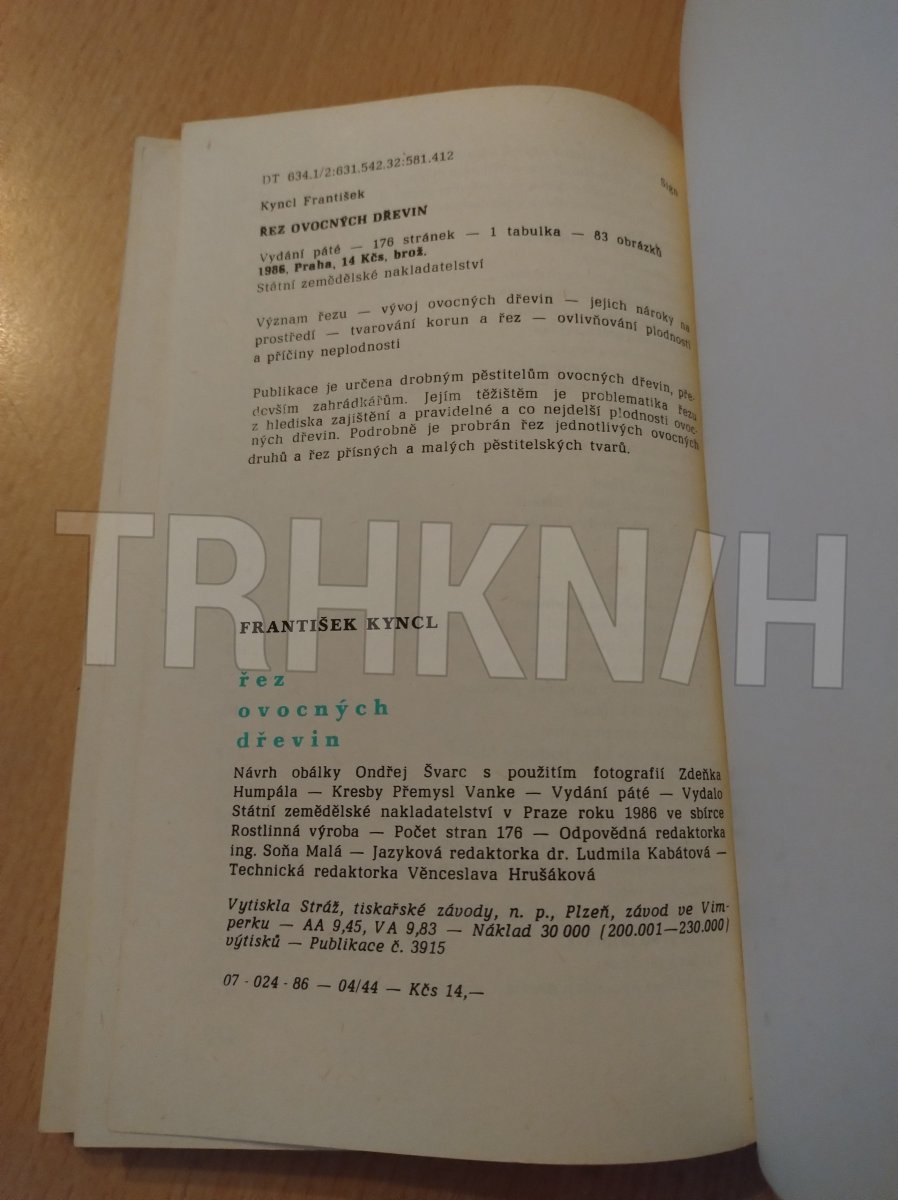 DT 634.1/2:631.542.32:581.412
Sign
Kyncl František
ŘEZ OVOCNÝCH DŘEVIN
Vydání páté — 176 stránek — 1 tabulka — 83 obrázků
1986, Praha, 14 Kčs, brož.
Státní zemědělské nakladatelství
Význam řezu — vývoj ovocných dřevin — jejich nároky na
prostředí — tvarování korun a řez — ovlivňování plodnosti
a příčiny neplodnosti
Publikace je určena drobným pěstitelům ovocných dřevin, pře-
devším zahrádkářům. Jejím těžištěm je problematika řezu
z hlediska zajištění a pravidelné a co nejdelší plodnosti ovoc-
ných dřevin. Podrobně je probrán řez jednotlivých ovocných
druhů a řez přísných a malých pěstitelských tvarů.
TRHKN/H
FRANTIŠEK KYNCL
řez
ovocných
dřevin
Návrh obálky Ondřej Švarc s použitím fotografií Zdeňka
Humpála — Kresby Přemysl Vanke — Vydání páté — Vydalo
Státní zemědělské nakladatelství v Praze roku 1986 ve sbírce
Rostlinná výroba — Počet stran 176 — Odpovědná redaktorka
ing. Soňa Malá — Jazyková redaktorka dr. Ludmila Kabátová —
Technická redaktorka Věnceslava Hrušáková
Vytiskla Stráž, tiskařské závody, n. p., Plzeň, závod ve Vim-
perku — AA 9,45, VA 9,83 — Náklad 30 000 (200.001—230.000)
výtisků — Publikace č. 3915
07 - 024 - 86 — 04/44 — Kčs 14,—